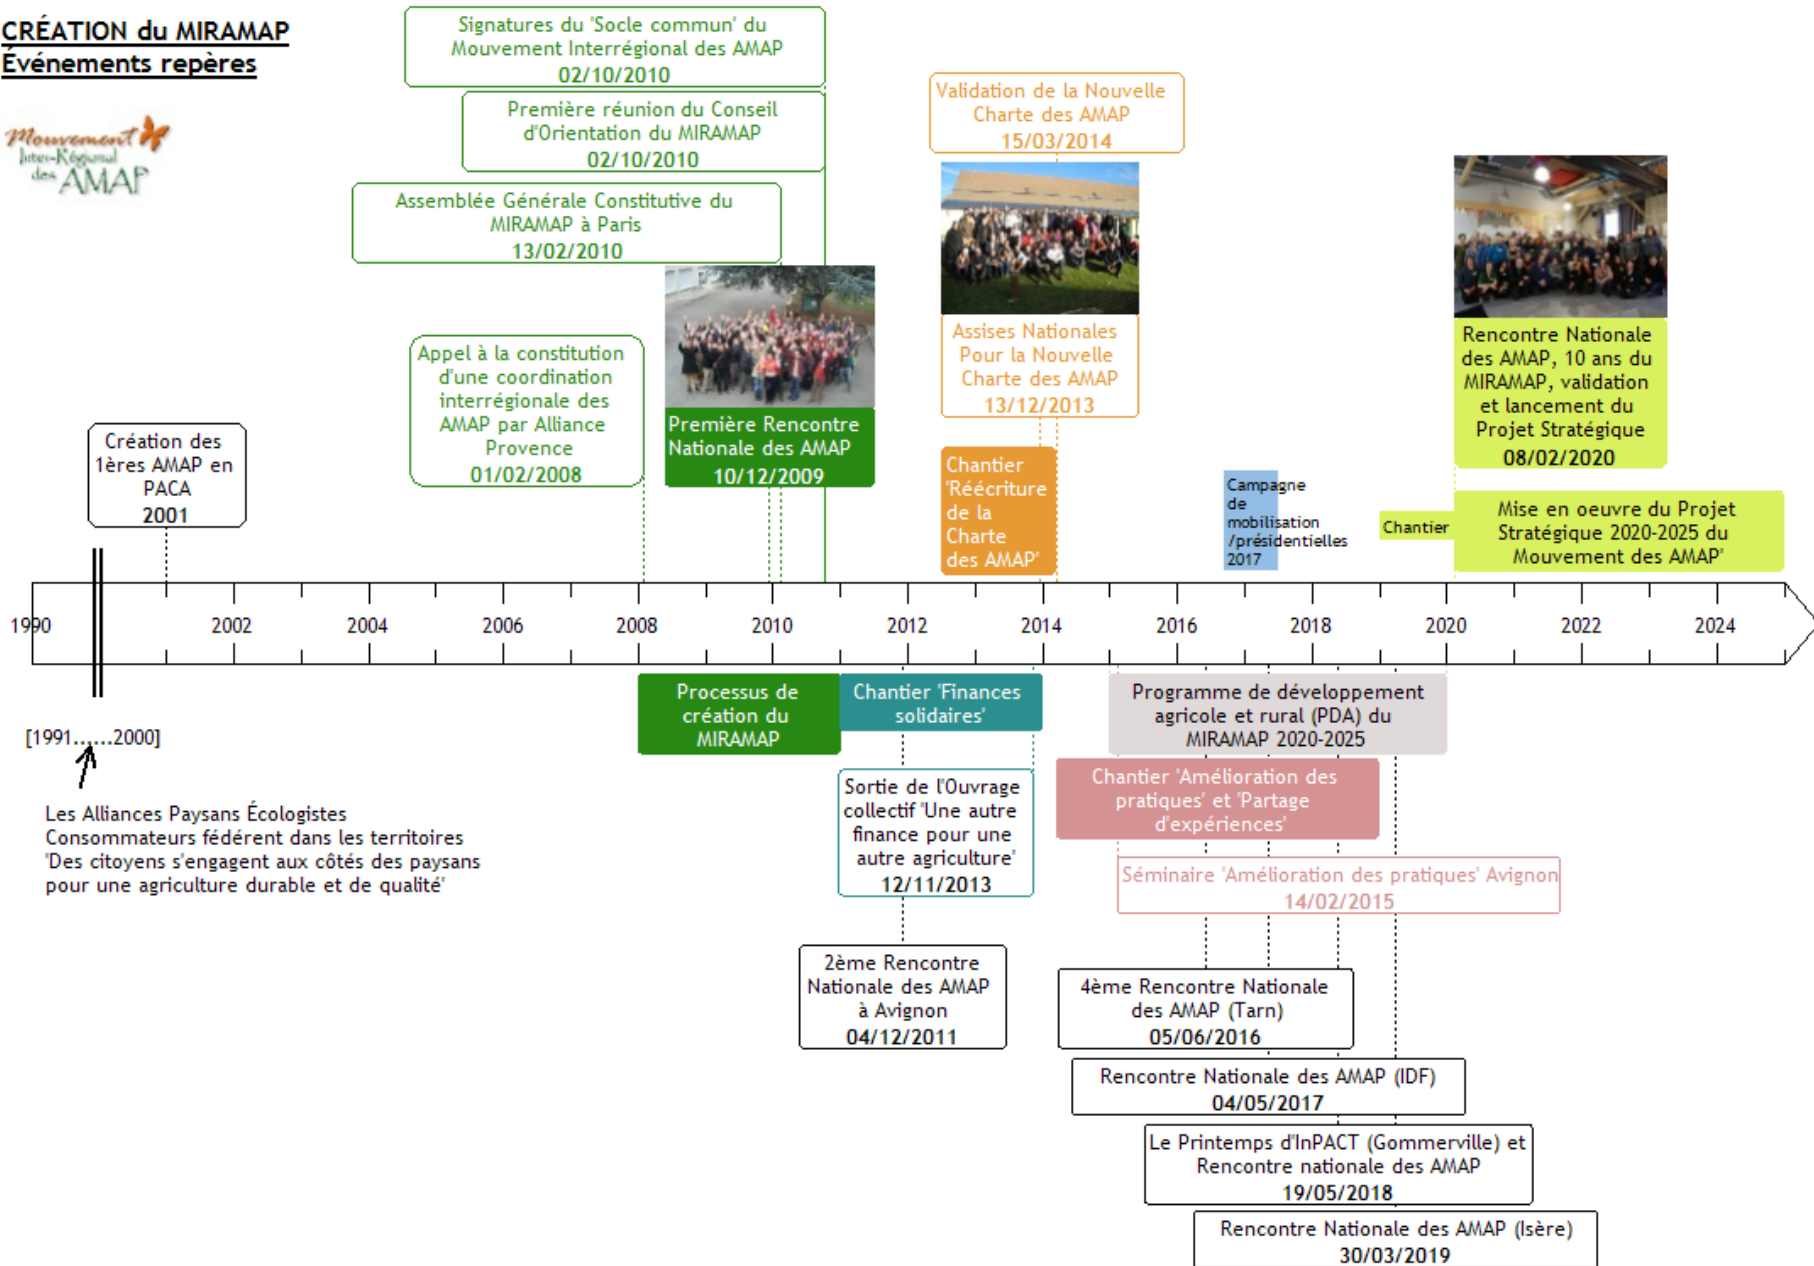 CRÉATION du MIRAMAP
Événements repères
Mouvement
Inter-Régional
des AMAP
Signatures du 'Socle commun' du
Mouvement Interrégional des AMAP
02/10/2010
Première réunion du Conseil
d'Orientation du MIRAMAP
02/10/2010
Assemblée Générale Constitutive du
MIRAMAP à Paris
13/02/2010
Appel à la constitution
d'une coordination
interrégionale des
AMAP par Alliance
Provence
01/02/2008
Première Rencontre
Nationale des AMAP
10/12/2009
Création des
1ères AMAP en
PACA
2001
Validation de la Nouvelle
Charte des AMAP
15/03/2014
Assises Nationales
Pour la Nouvelle
Charte des AMAP
13/12/2013
Chantier
'Réécriture
de la
Charte
des AMAP'
Campagne
de
mobilisation
/présidentielles
2017
Rencontre Nationale
des AMAP, 10 ans du
MIRAMAP, validation
et lancement du
Projet Stratégique
08/02/2020
Chantier
Mise en oeuvre du Projet
Stratégique 2020-2025 du
Mouvement des AMAP'
1990 2002 2004 2006 2008 2010 2012 2014 2016 2018 2020 2022 2024
[1991......2000]
Les Alliances Paysans Écologistes
Consommateurs fédérent dans les territoires
'Des citoyens s'engagent aux côtés des paysans
pour une agriculture durable et de qualité'
Processus de
création du
MIRAMAP
Chantier 'Finances
solidaires'
Sortie de l'Ouvrage
collectif 'Une autre
finance pour une
autre agriculture'
12/11/2013
2ème Rencontre
Nationale des AMAP
à Avignon
04/12/2011
Programme de développement
agricole et rural (PDA) du
MIRAMAP 2020-2025
Chantier 'Amélioration des
pratiques' et 'Partage
d'expériences'
Séminaire 'Amélioration des pratiques' Avignon
14/02/2015
4ème Rencontre Nationale
des AMAP (Tarn)
05/06/2016
Rencontre Nationale des AMAP (IDF)
04/05/2017
Le Printemps d'InPACT (Gommerville) et
Rencontre nationale des AMAP
19/05/2018
Rencontre Nationale des AMAP (Isère)
30/03/2019